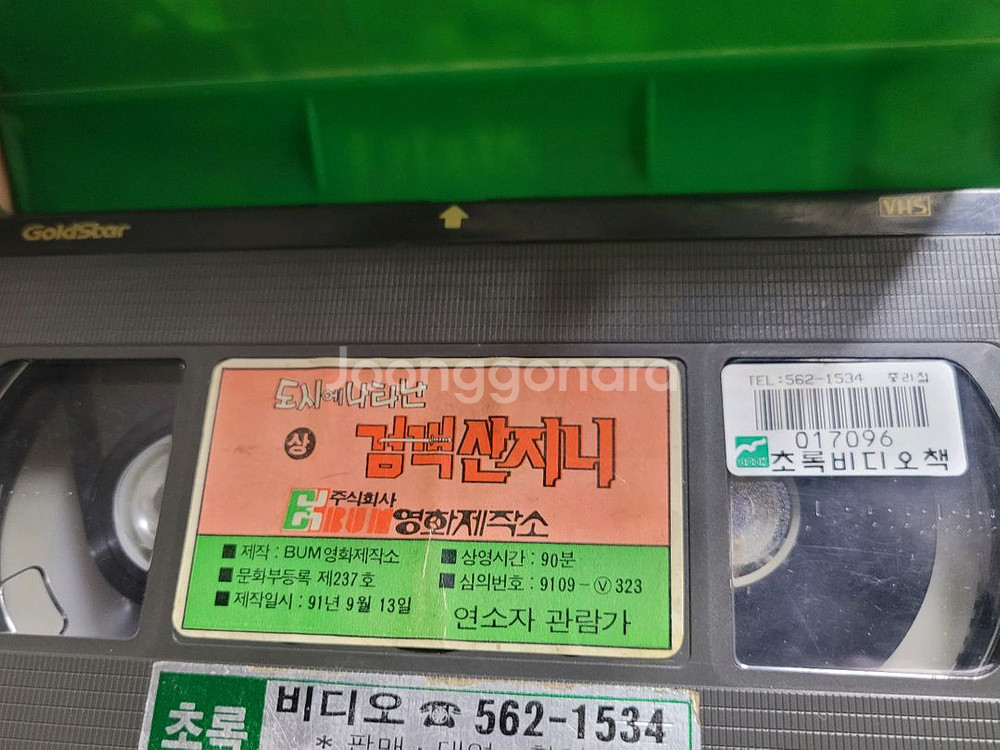 GoldStar
VHS
Joonggonara
도시에 나타난
상
검객 산지니
주식회사
BUM 영화제작소
■ 제작 : BUM영화제작소
■ 문화부등록 제237호
■ 제작일시 : 91년 9월 13일
■ 상영시간 : 90분
■ 심의번호 : 9109-Ⓥ323
연소자 관람가
TEL:562-1534
017096
BOOK
초록비디오책
초록
비디오 ☎ 562-1534